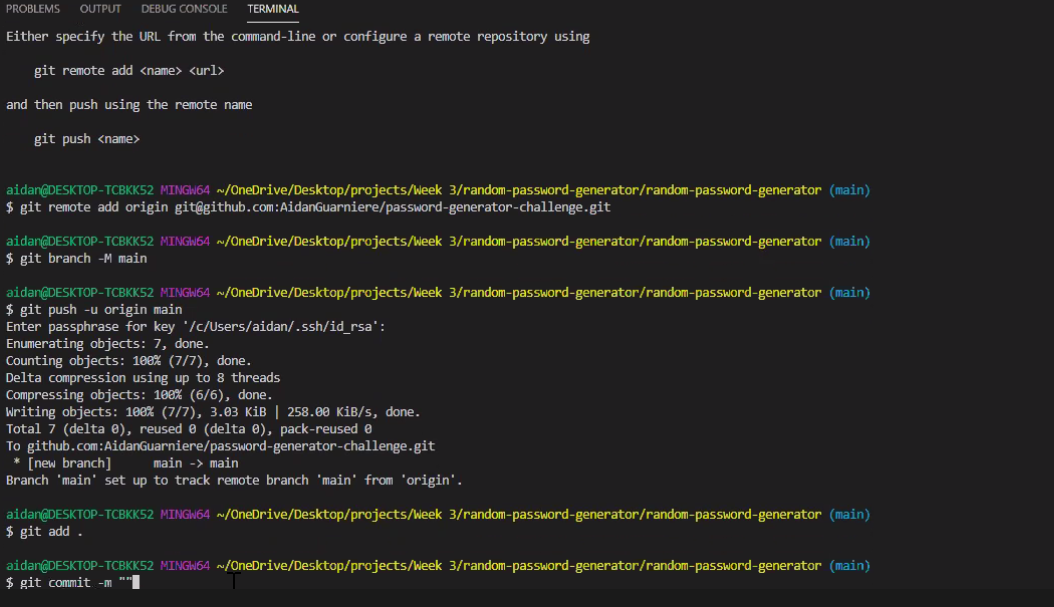 PROBLEMS OUTPUT DEBUG CONSOLE TERMINAL
Either specify the URL from the command-line or configure a remote repository using
git remote add <name> <url>
and then push using the remote name
git push <name>
aidan@DESKTOP-TCBKK52 MINGW64 ~/OneDrive/Desktop/projects/Week 3/random-password-generator/random-password-generator (main)
$ git remote add origin git@github.com:AidanGuarniere/password-generator-challenge.git
aidan@DESKTOP-TCBKK52 MINGW64 ~/OneDrive/Desktop/projects/Week 3/random-password-generator/random-password-generator (main)
$ git branch -M main
aidan@DESKTOP-TCBKK52 MINGW64 ~/OneDrive/Desktop/projects/Week 3/random-password-generator/random-password-generator (main)
$ git push -u origin main
Enter passphrase for key '/c/Users/aidan/.ssh/id_rsa':
Enumerating objects: 7, done.
Counting objects: 100% (7/7), done.
Delta compression using up to 8 threads
Compressing objects: 100% (6/6), done.
Writing objects: 100% (7/7), 3.03 KiB | 258.00 KiB/s, done.
Total 7 (delta 0), reused 0 (delta 0), pack-reused 0
To github.com:AidanGuarniere/password-generator-challenge.git
* [new branch] main -> main
Branch 'main' set up to track remote branch 'main' from 'origin'.
aidan@DESKTOP-TCBKK52 MINGW64 ~/OneDrive/Desktop/projects/Week 3/random-password-generator/random-password-generator (main)
$ git add .
aidan@DESKTOP-TCBKK52 MINGW64 ~/OneDrive/Desktop/projects/Week 3/random-password-generator/random-password-generator (main)
$ git commit -m ""